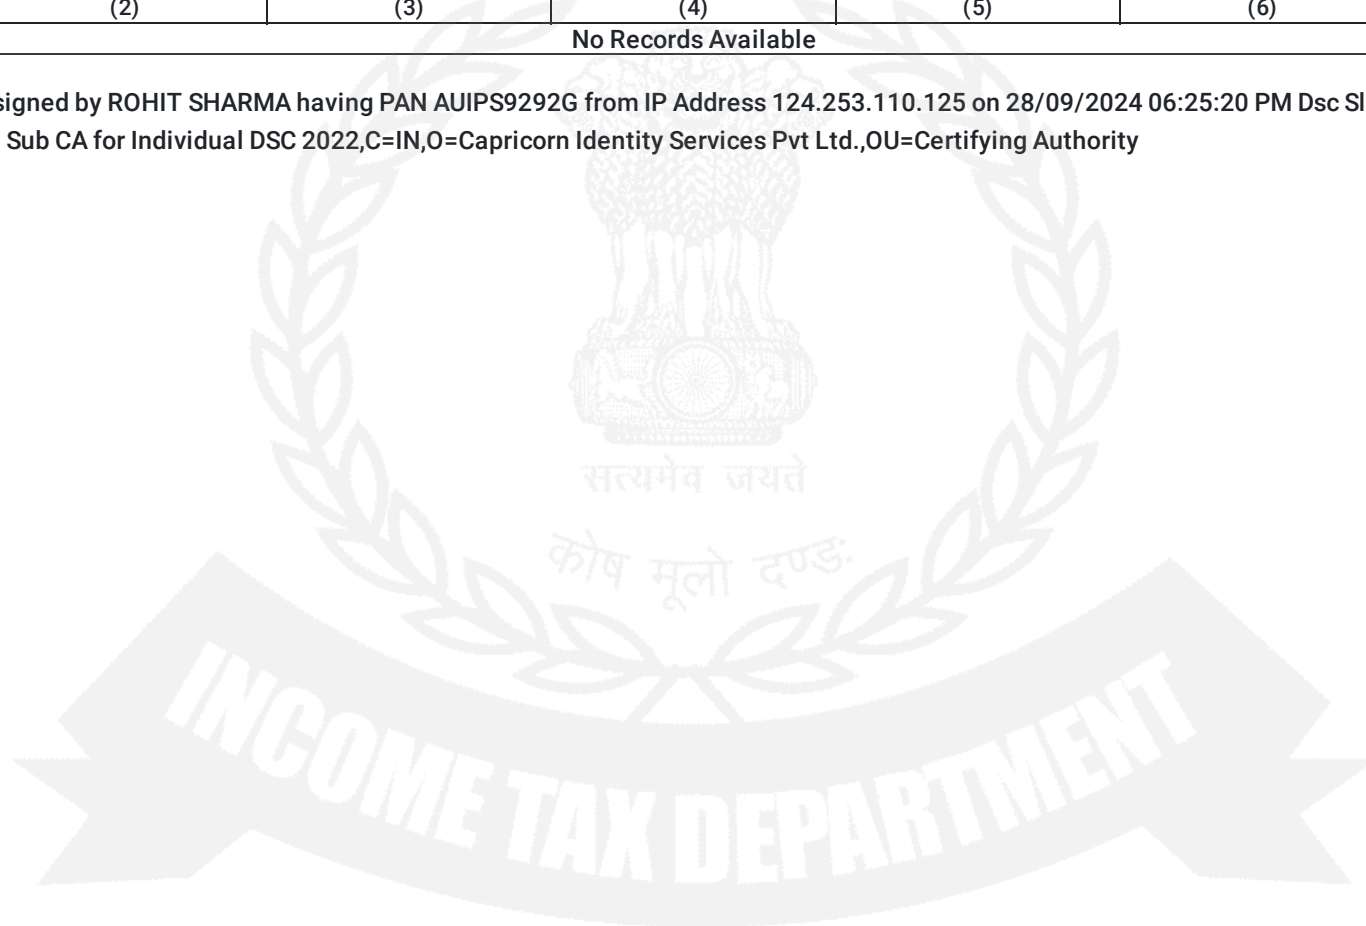 (2) (3) (4) (5) (6)
No Records Available
signed by ROHIT SHARMA having PAN AUIPS9292G from IP Address 124.253.110.125 on 28/09/2024 06:25:20 PM Dsc Sl
Sub CA for Individual DSC 2022,C=IN,O=Capricorn Identity Services Pvt Ltd.,OU=Certifying Authority
सत्यमेव जयते
कोष मूलो दण्डः
INCOME TAX DEPARTMENT